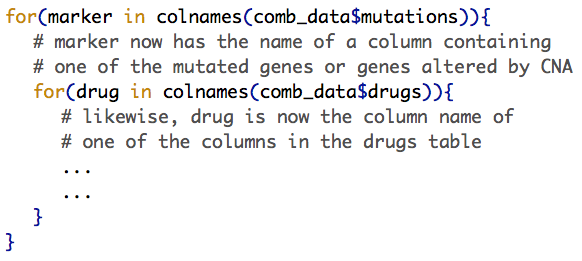 for(marker in colnames(comb_data$mutations)){
# marker now has the name of a column containing
# one of the mutated genes or genes altered by CNA
for(drug in colnames(comb_data$drugs)){
# likewise, drug is now the column name of
# one of the columns in the drugs table
...
...
}
}